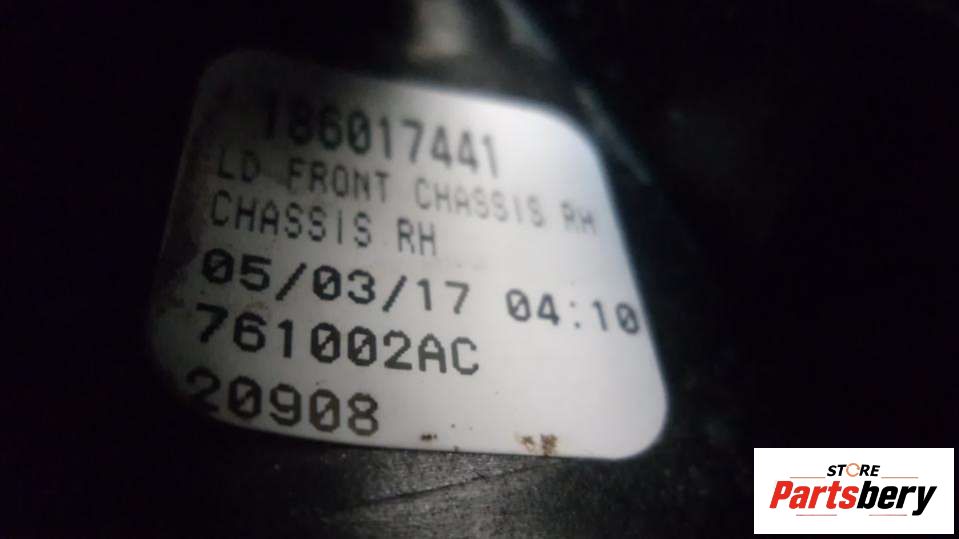 186017441
LD FRONT CHASSIS RH
CHASSIS RH
05/03/17 04:10
761002AC
20908
STORE
Partsbery